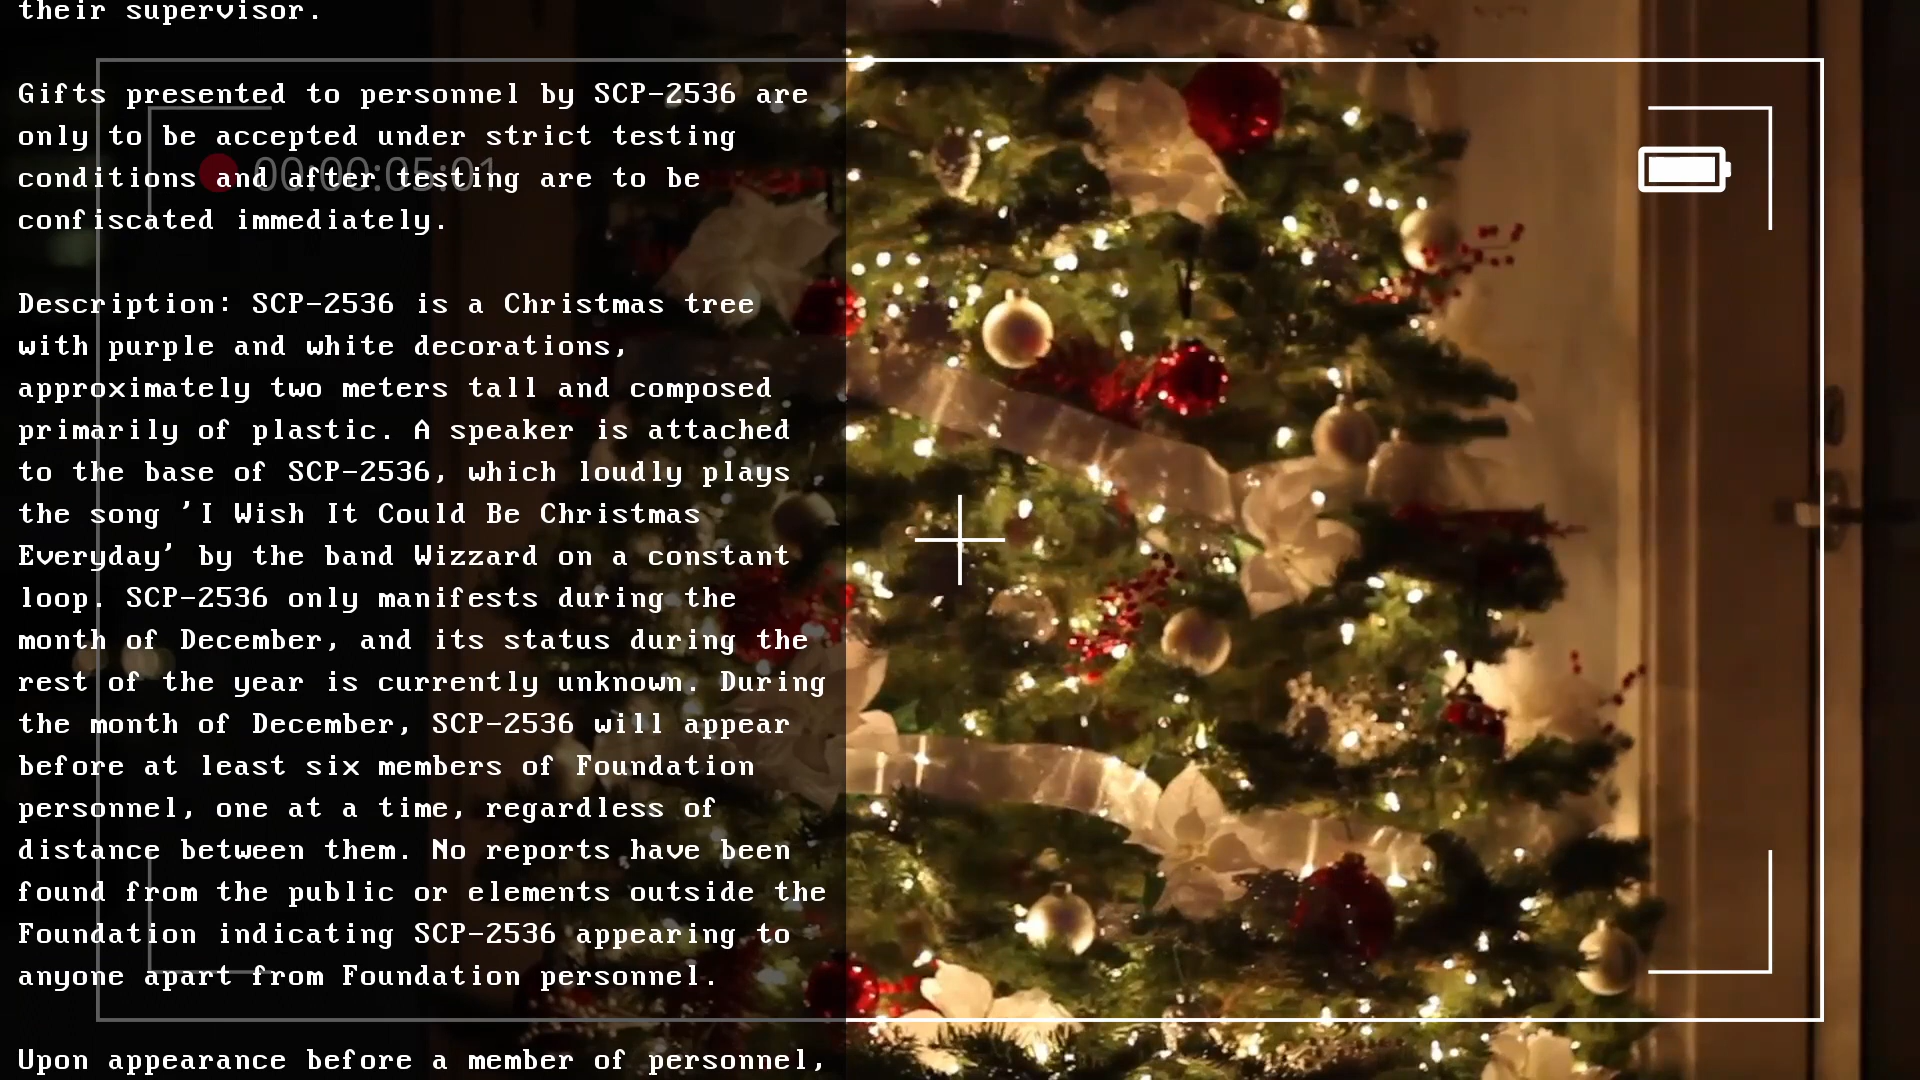 their supervisor.
Gifts presented to personnel by SCP-2536 are
only to be accepted under strict testing
conditions and after testing are to be
confiscated immediately.
00:00:05:01
Description: SCP-2536 is a Christmas tree
with purple and white decorations,
approximately two meters tall and composed
primarily of plastic. A speaker is attached
to the base of SCP-2536, which loudly plays
the song 'I Wish It Could Be Christmas
Everyday' by the band Wizzard on a constant
loop. SCP-2536 only manifests during the
month of December, and its status during the
rest of the year is currently unknown. During
the month of December, SCP-2536 will appear
before at least six members of Foundation
personnel, one at a time, regardless of
distance between them. No reports have been
found from the public or elements outside the
Foundation indicating SCP-2536 appearing to
anyone apart from Foundation personnel.
Upon appearance before a member of personnel,